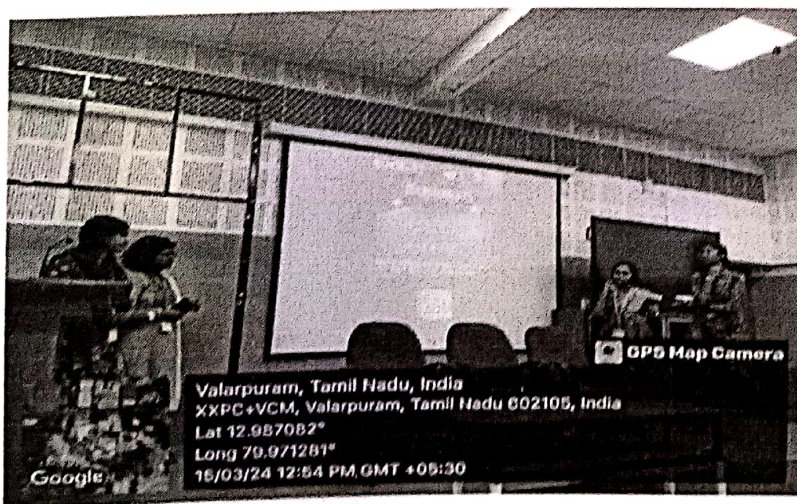 GPS Map Camera
Valarpuram, Tamil Nadu, India
XXPC+VCM, Valarpuram, Tamil Nadu 602105, India
Lat 12.987082°
Long 79.971281°
15/03/24 12:54 PM GMT +05:30
Google